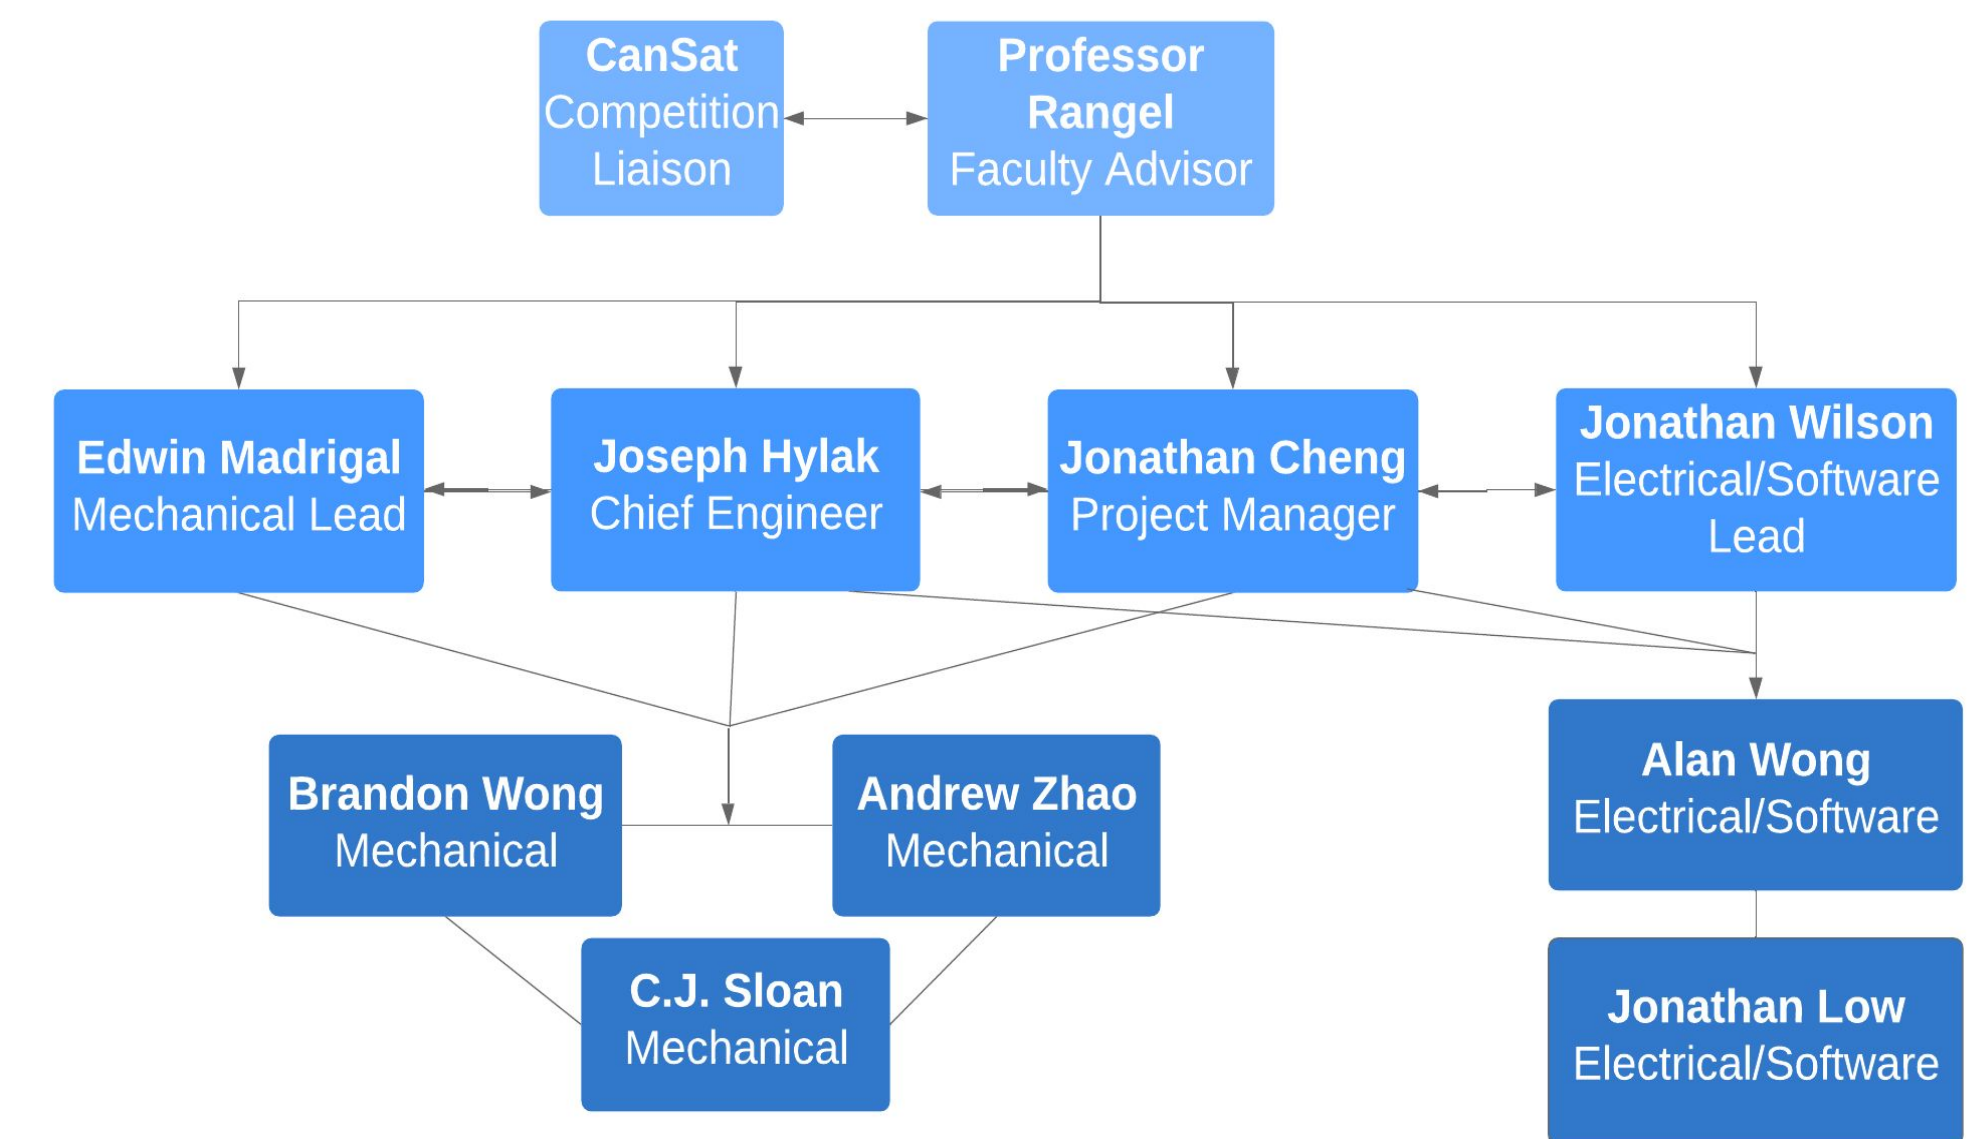 CanSat
Competition
Liaison
Professor
Rangel
Faculty Advisor
Edwin Madrigal
Mechanical Lead
Joseph Hylak
Chief Engineer
Jonathan Cheng
Project Manager
Jonathan Wilson
Electrical/Software
Lead
Brandon Wong
Mechanical
Andrew Zhao
Mechanical
Alan Wong
Electrical/Software
C.J. Sloan
Mechanical
Jonathan Low
Electrical/Software